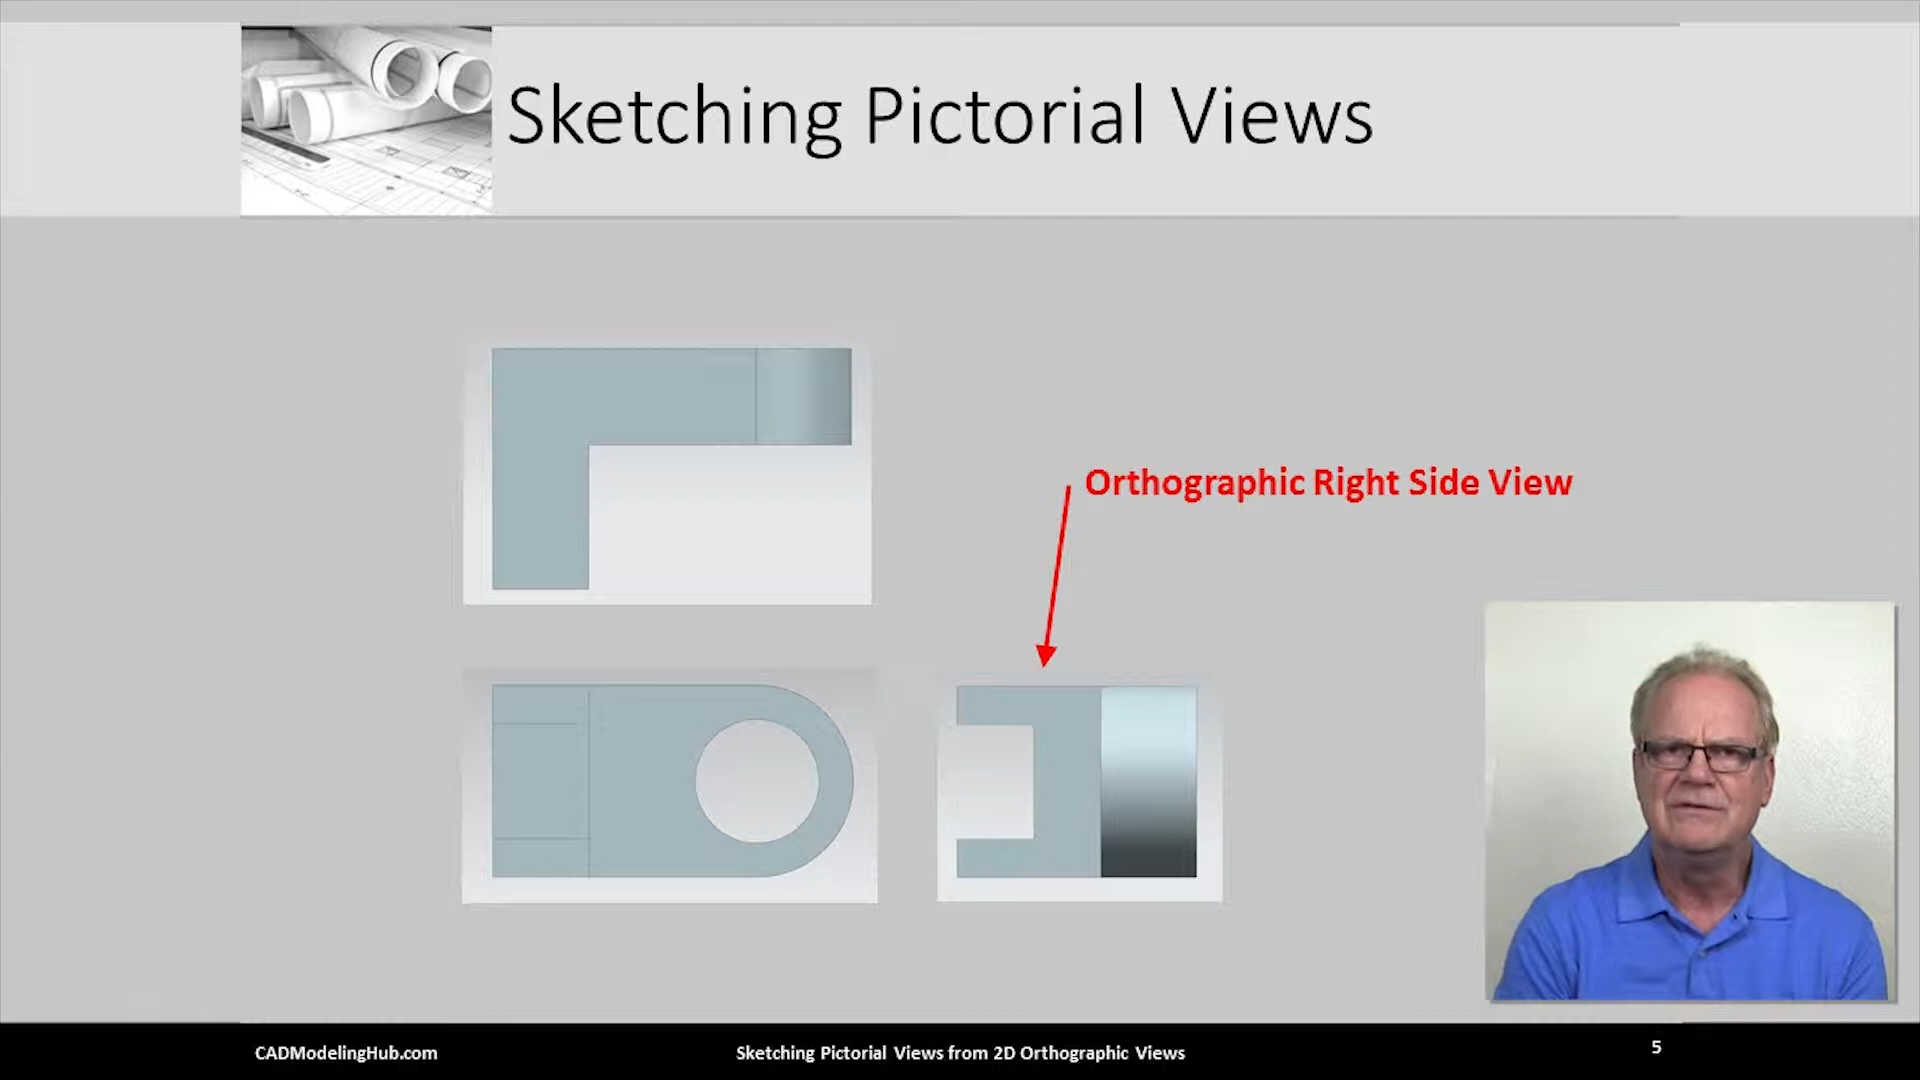 Sketching Pictorial Views
Orthographic Right Side View
CADModelingHub.com
Sketching Pictorial Views from 2D Orthographic Views
5